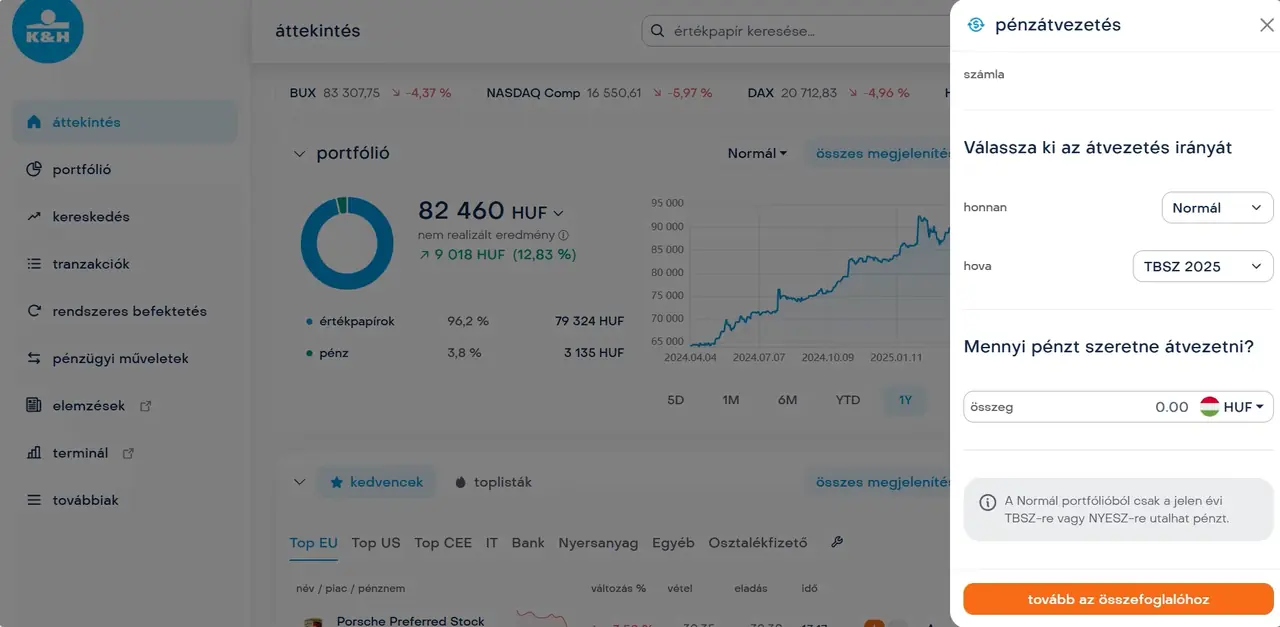 K&H
áttekintés
portfólió
kereskedés
tranzakciók
rendszeres befektetés
pénzügyi műveletek
elemzések
terminál
továbbiak
áttekintés
értékpapír keresése...
BUX 83 307,75 -4,37 % NASDAQ Comp 16 550,61 -5,97 % DAX 20 712,83 -4,96 %
portfólió
Normál
összes megjelenítés
82 460 HUF
nem realizált eredmény
9 018 HUF (12,83 %)
értékpapírok 96,2 % 79 324 HUF
pénz 3,8 % 3 135 HUF
95 000
90 000
85 000
80 000
75 000
70 000
65 000
2024.04.04 2024.07.07 2024.10.09 2025.01.11
5D 1M 6M YTD 1Y
kedvencek toplisták összes megjelenítés
Top EU Top US Top CEE IT Bank Nyersanyag Egyéb Osztalékfizető
név / piac / pénznem változás % vétel eladás idő
Porsche Preferred Stock
pénzátvezetés
számla
Válassza ki az átvezetés irányát
honnan Normál
hova TBSZ 2025
Mennyi pénzt szeretne átvezetni?
összeg 0.00 HUF
A Normál portfólióból csak a jelen évi
TBSZ-re vagy NYESZ-re utalhat pénzt.
tovább az összefoglalóhoz